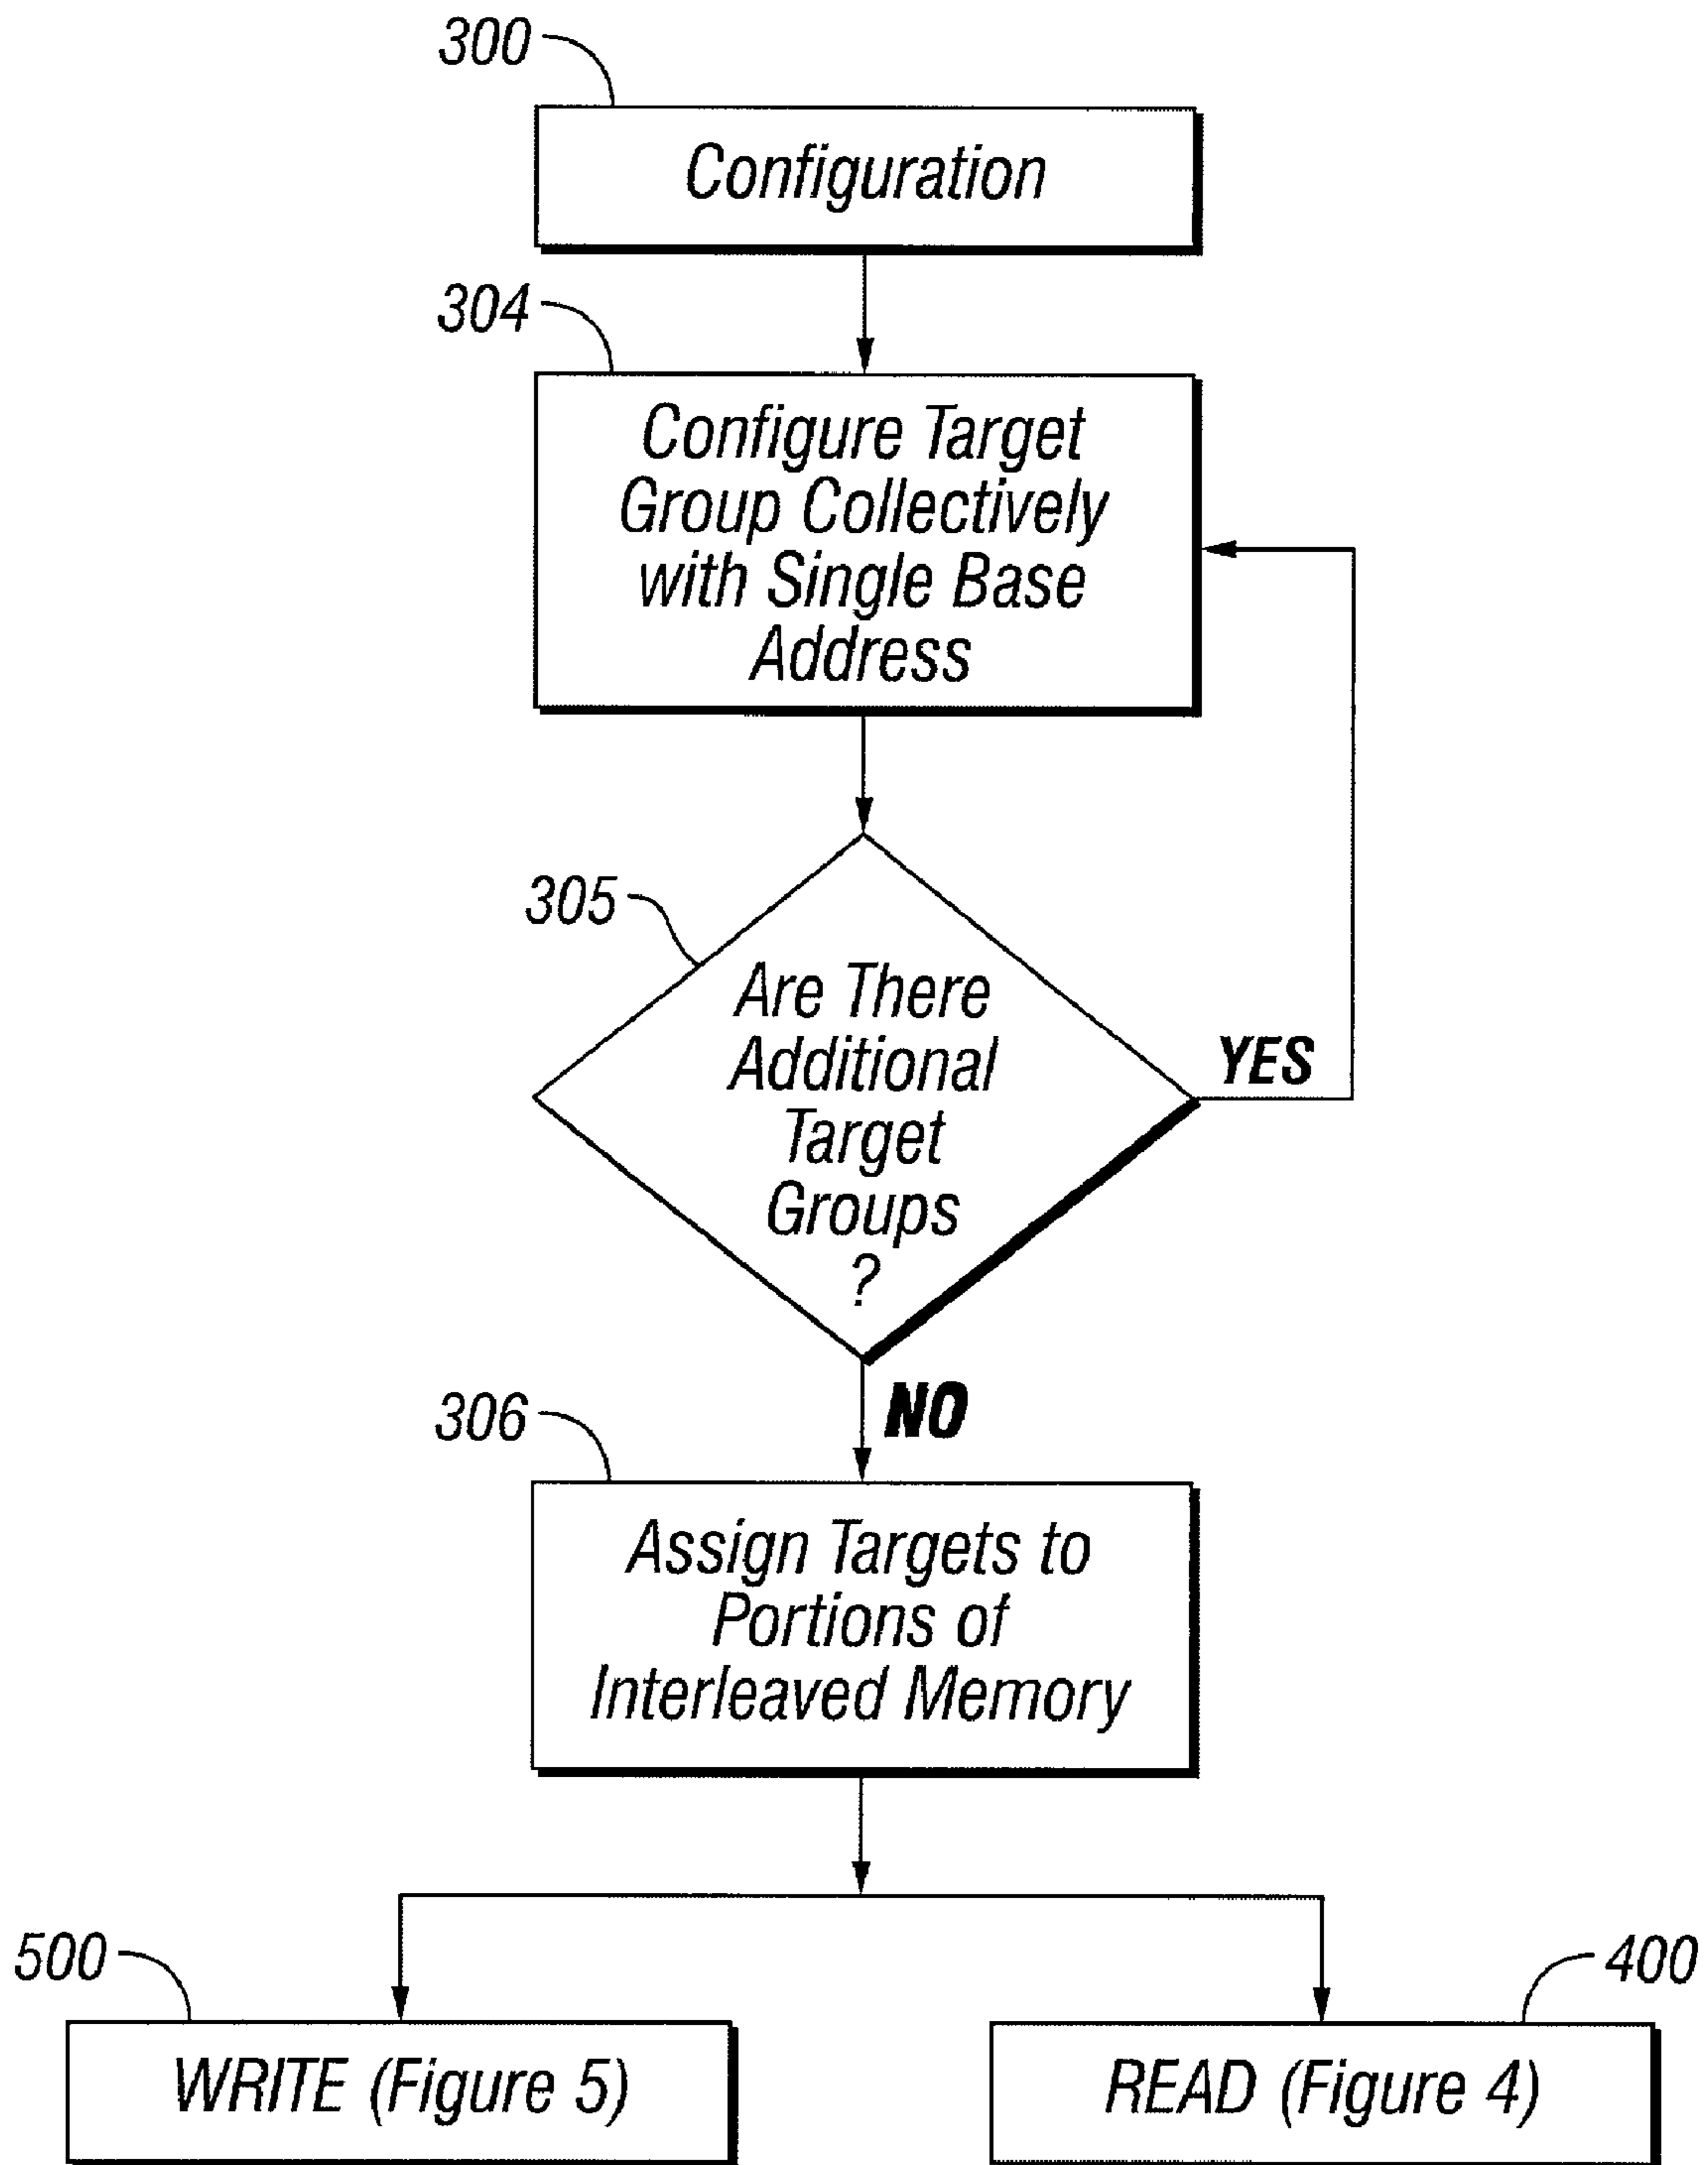 300
Configuration
304
Configure Target
Group Collectively
with Single Base
Address
305
Are There
Additional
Target
Groups
?
YES
NO
306
Assign Targets to
Portions of
Interleaved Memory
500
400
WRITE (Figure 5)
READ (Figure 4)